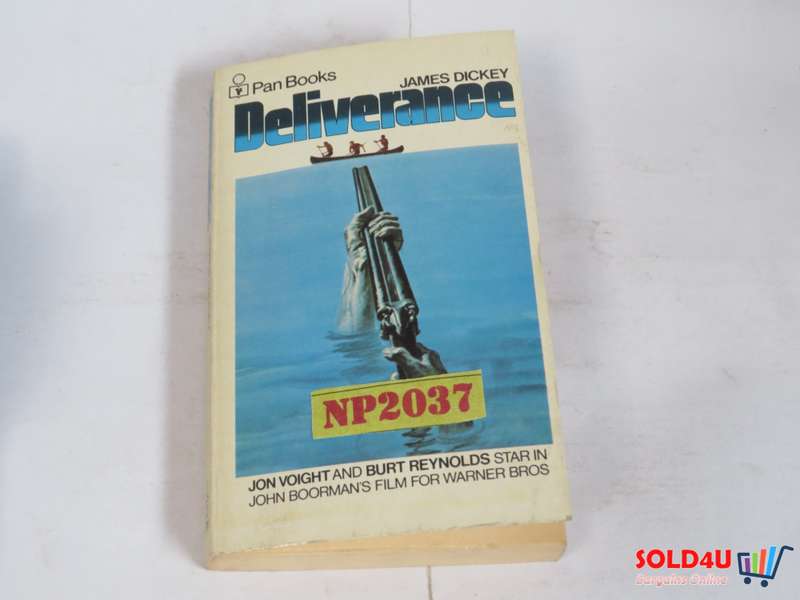 Pan Books
JAMES DICKEY
Deliverance
NP2037
JON VOIGHT AND BURT REYNOLDS STAR IN
JOHN BOORMAN'S FILM FOR WARNER BROS
SOLD4U
Bargains Online